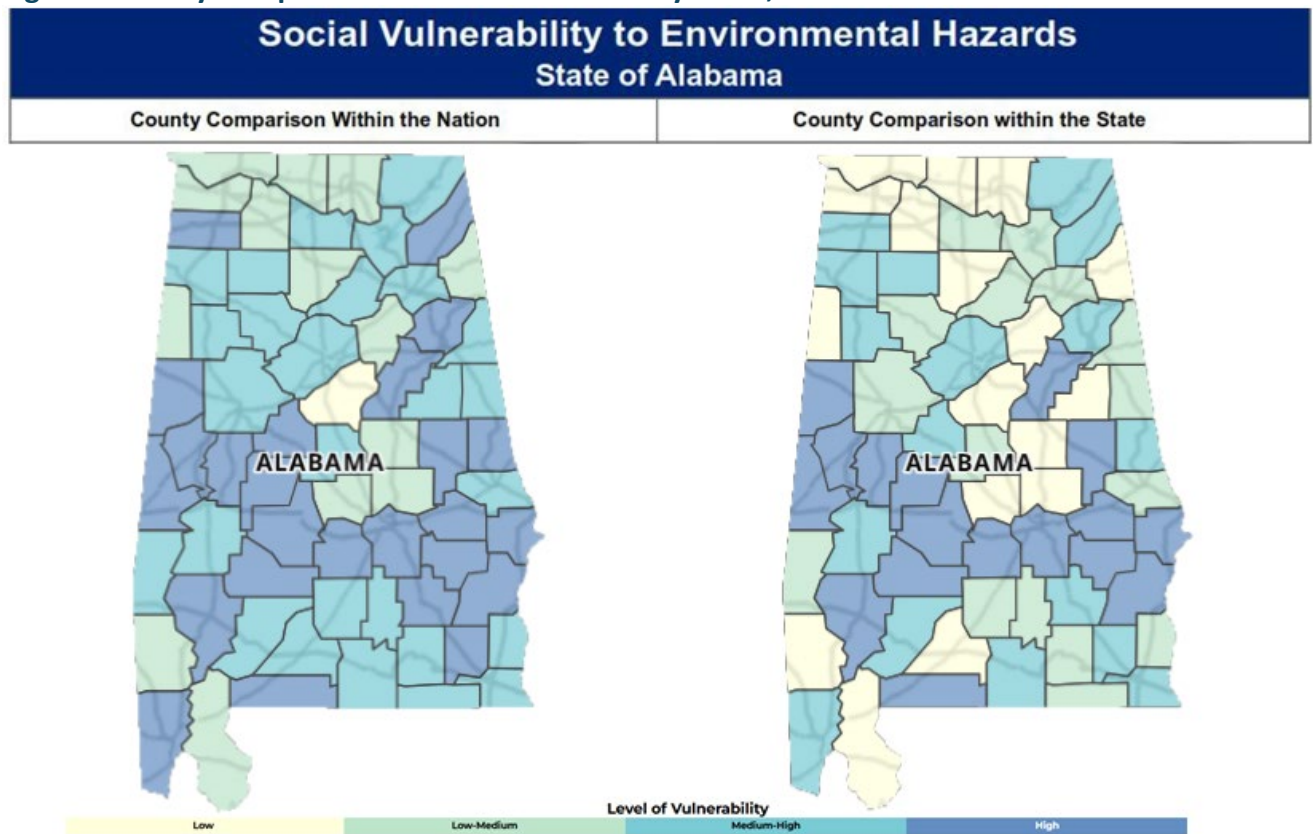 Social Vulnerability to Environmental Hazards
State of Alabama
County Comparison Within the Nation
County Comparison within the State
ALABAMA
ALABAMA
Level of Vulnerability
Low
Low-Medium
Medium-High
High